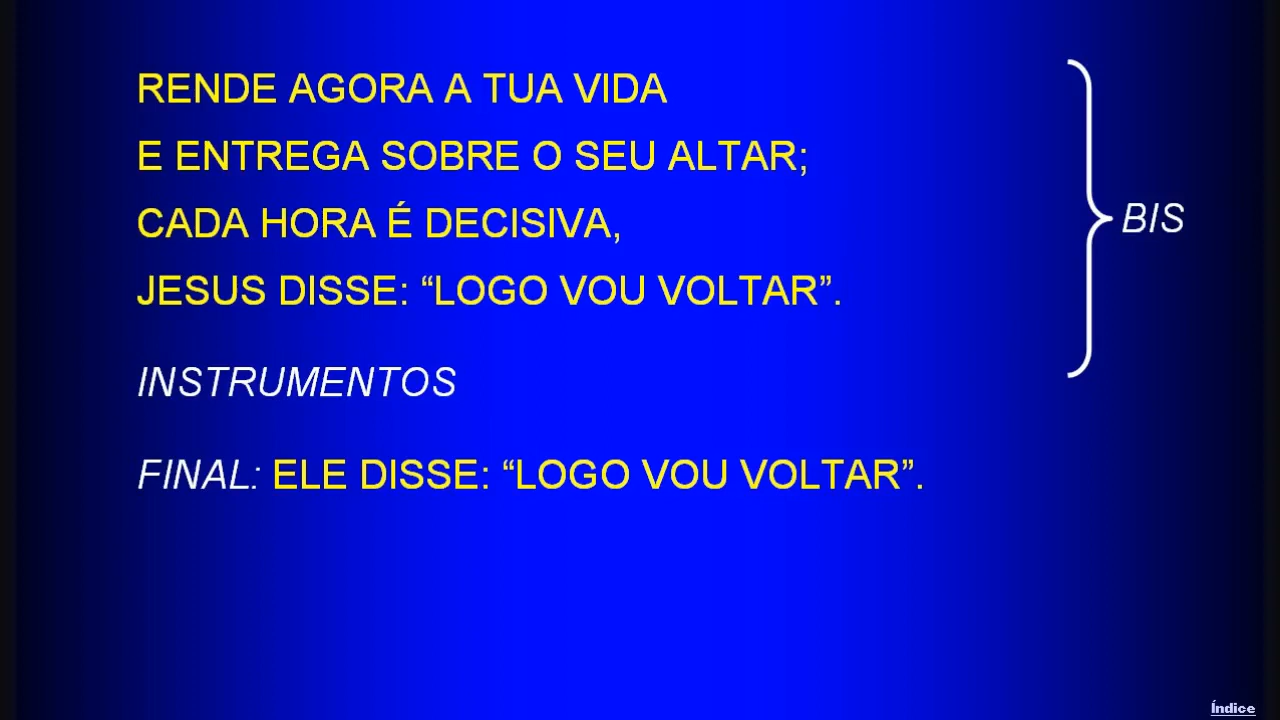 RENDE AGORA A TUA VIDA
E ENTREGA SOBRE O SEU ALTAR;
CADA HORA É DECISIVA,
JESUS DISSE: “LOGO VOU VOLTAR”.
BIS
INSTRUMENTOS
FINAL: ELE DISSE: “LOGO VOU VOLTAR”.
Índice